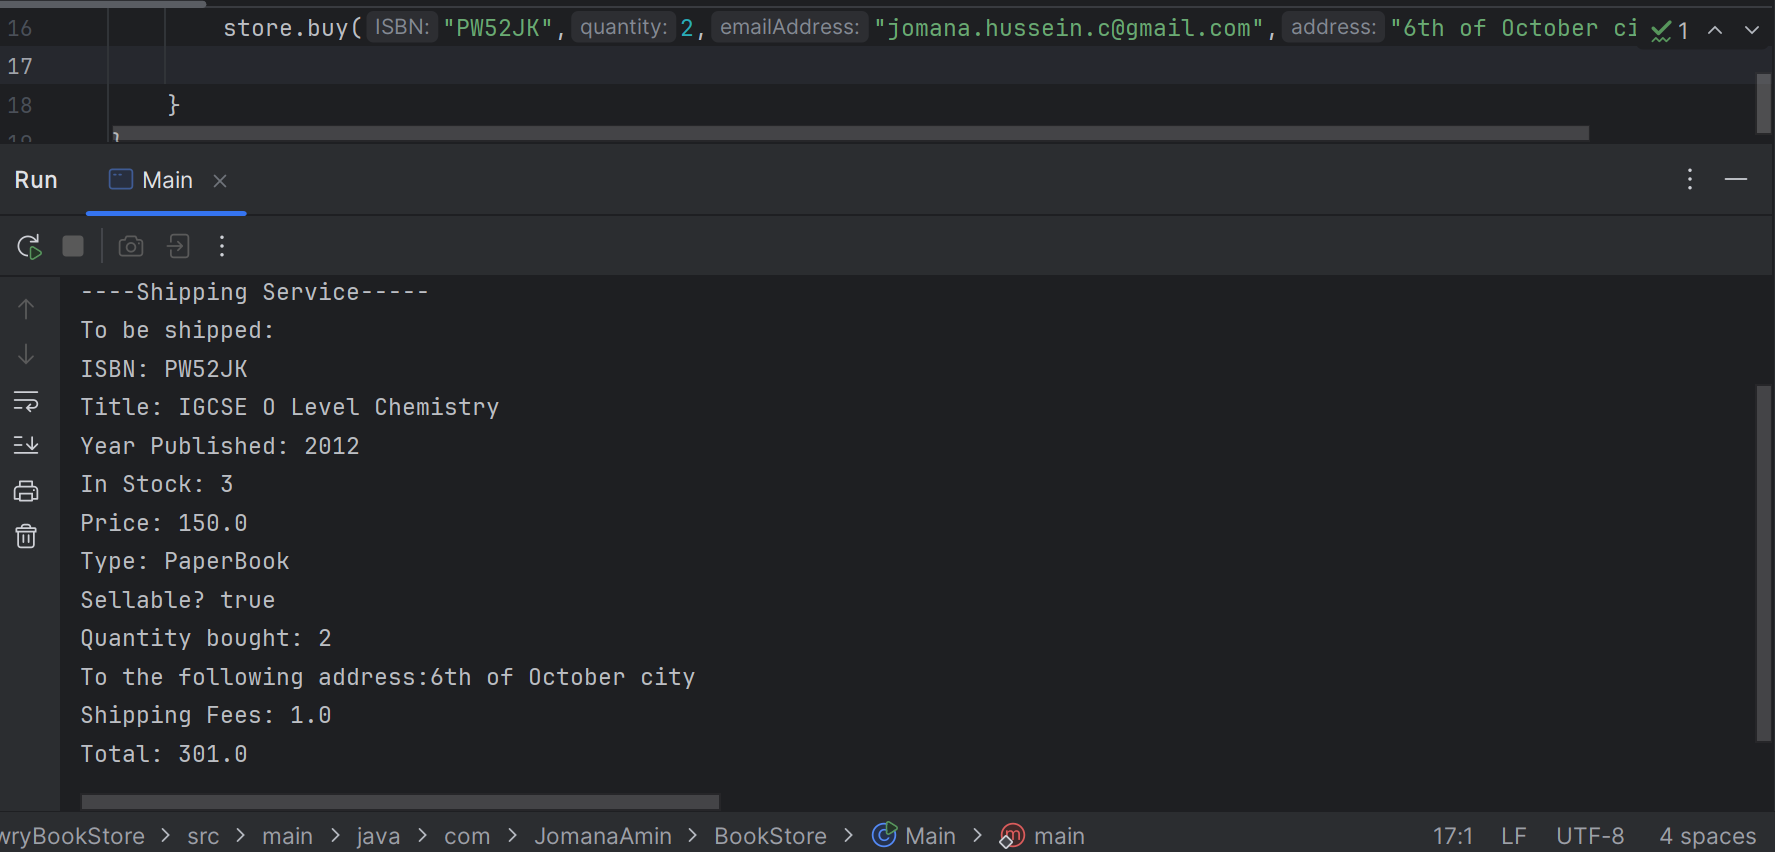 16 store.buy( ISBN: "PW52JK", quantity: 2, emailAddress: "jomana.hussein.c@gmail.com", address: "6th of October ci 1
17
18 }
19 }
Run Main
----Shipping Service-----
To be shipped:
ISBN: PW52JK
Title: IGCSE O Level Chemistry
Year Published: 2012
In Stock: 3
Price: 150.0
Type: PaperBook
Sellable? true
Quantity bought: 2
To the following address:6th of October city
Shipping Fees: 1.0
Total: 301.0
wryBookStore > src > main > java > com > JomanaAmin > BookStore > Main > main 17:1 LF UTF-8 4 spaces